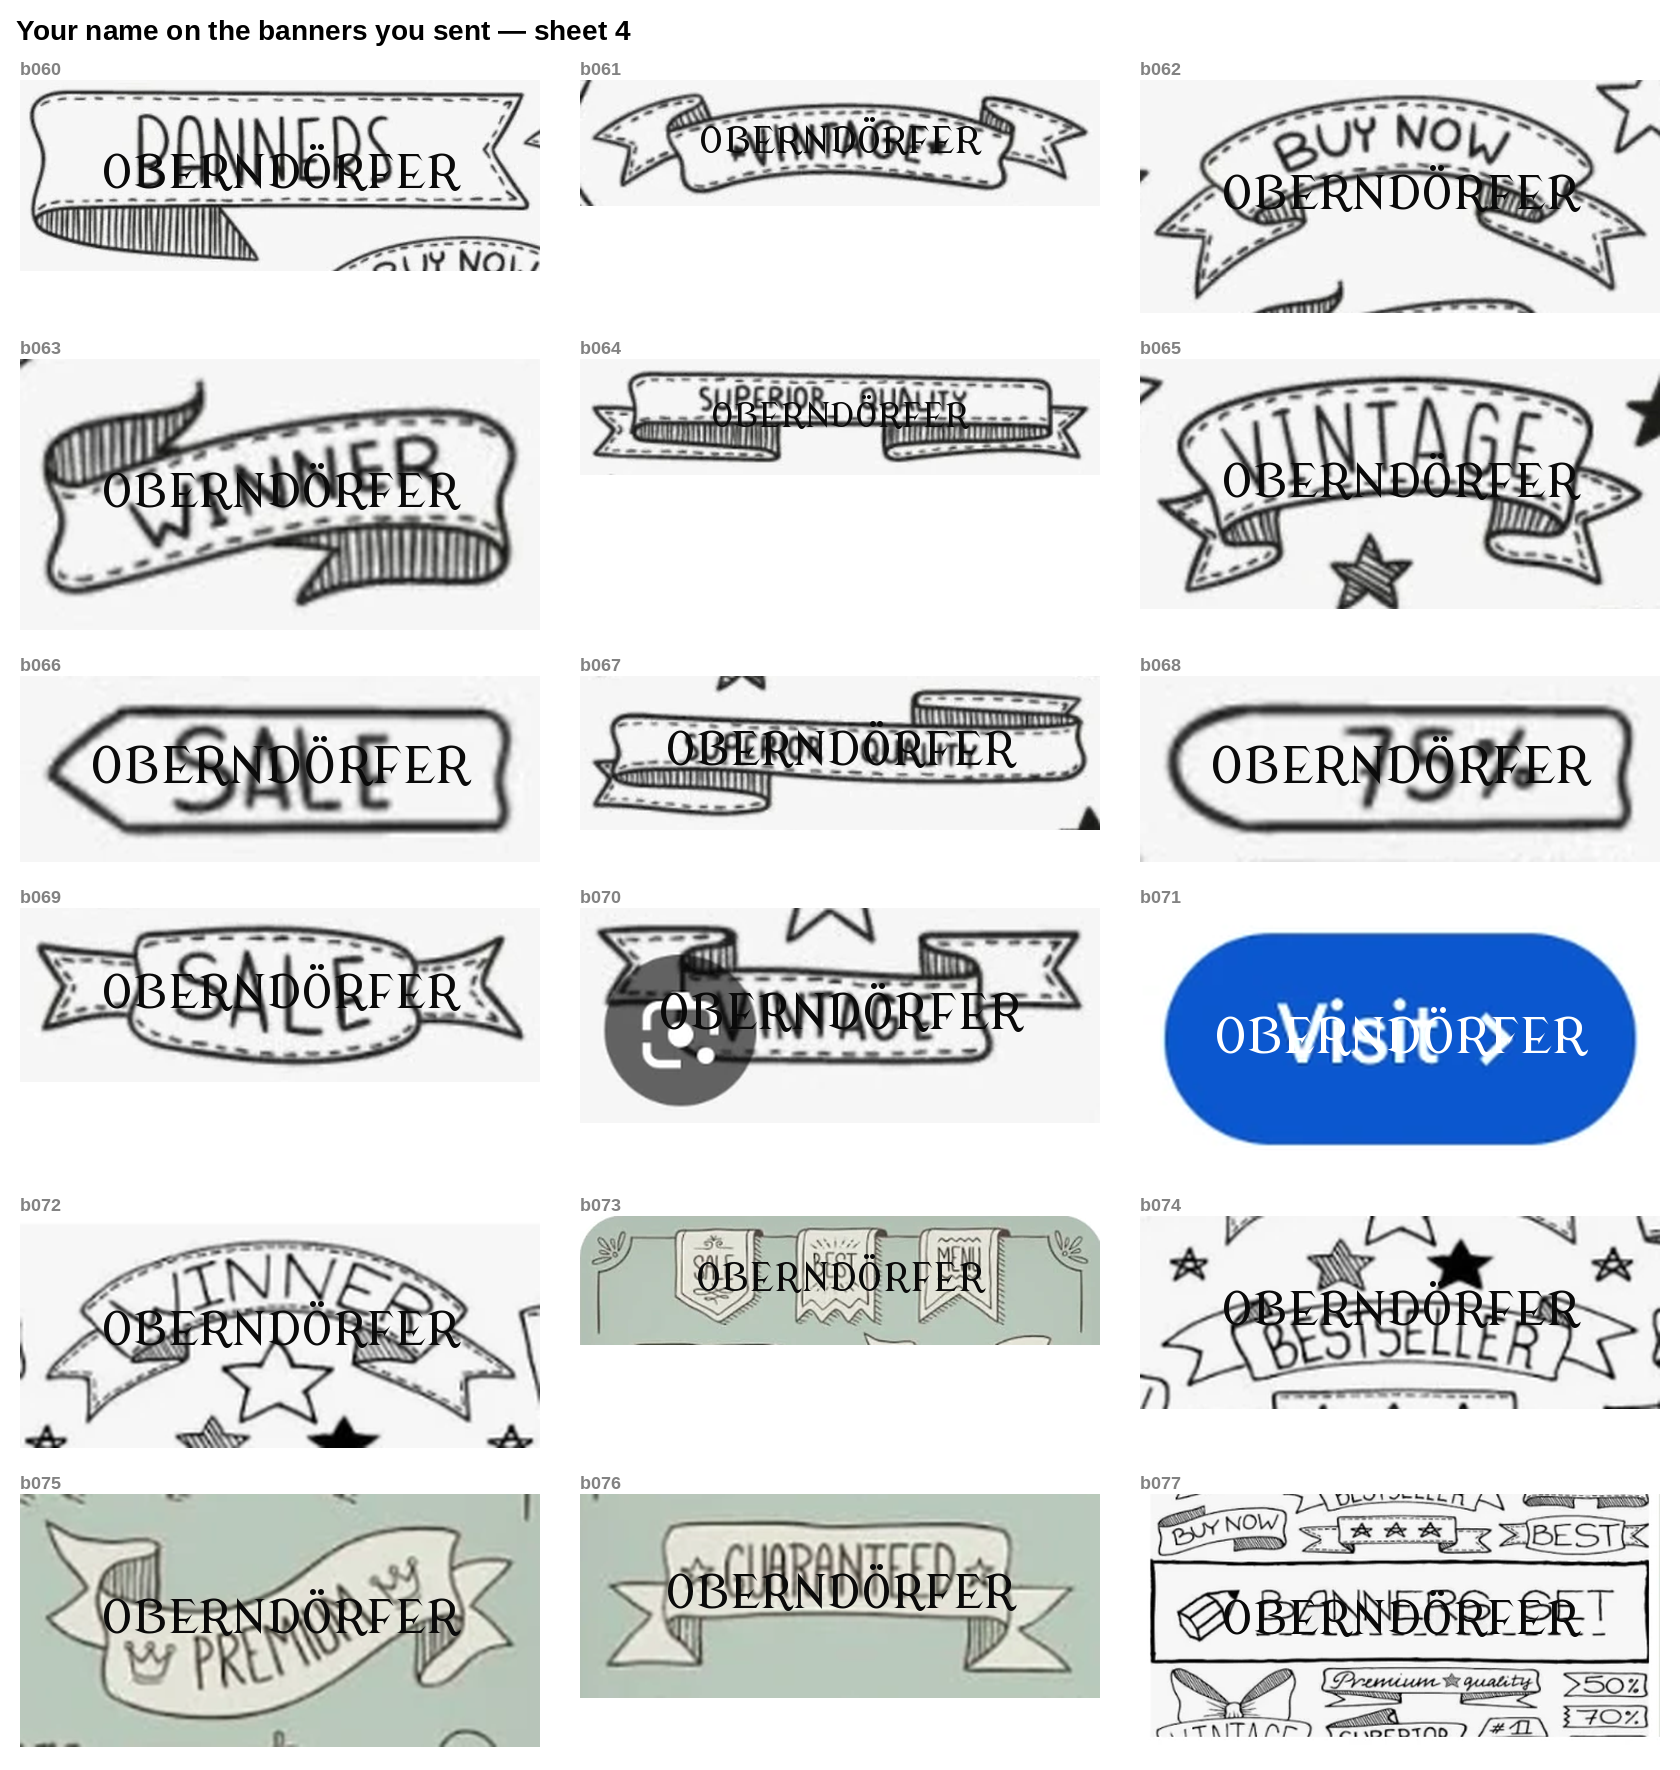 Your name on the banners you sent — sheet 4
b060
BANNERS
OBERNDÖRFER
BUY NOW
b061
VINTAGE
OBERNDÖRFER
b062
BUY NOW
OBERNDÖRFER
b063
WINNER
OBERNDÖRFER
b064
SUPERIOR QUALITY
OBERNDÖRFER
b065
VINTAGE
OBERNDÖRFER
b066
SALE
OBERNDÖRFER
b067
SUPERIOR QUALITY
OBERNDÖRFER
b068
75%
OBERNDÖRFER
b069
SALE
OBERNDÖRFER
b070
VINTAGE
OBERNDÖRFER
b071
Visit
OBERNDÖRFER
b072
WINNER
OBERNDÖRFER
b073
SALE BEST MENU
OBERNDÖRFER
b074
OBERNDÖRFER
BESTSELLER
b075
OBERNDÖRFER
PREMIUM
b076
GUARANTEED
OBERNDÖRFER
b077
BESTSELLER
BUY NOW
BEST
BANNERS SET
OBERNDÖRFER
Premium quality
50%
70%
VINTAGE
SUPERIOR
#1